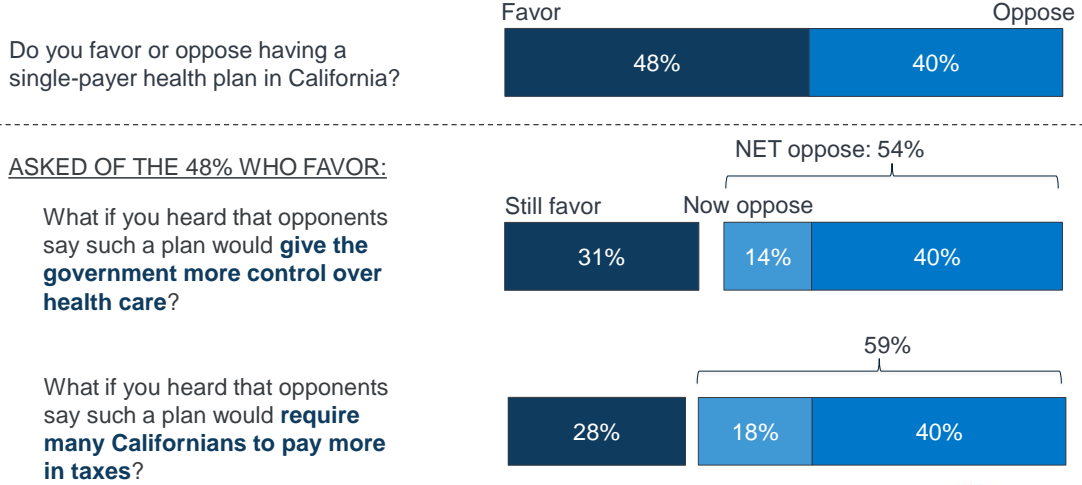 Favor Oppose
Do you favor or oppose having a
single-payer health plan in California?
48% 40%
ASKED OF THE 48% WHO FAVOR:
NET oppose: 54%
Still favor Now oppose
What if you heard that opponents
say such a plan would give the
government more control over
health care?
31% 14% 40%
59%
What if you heard that opponents
say such a plan would require
many Californians to pay more
in taxes?
28% 18% 40%